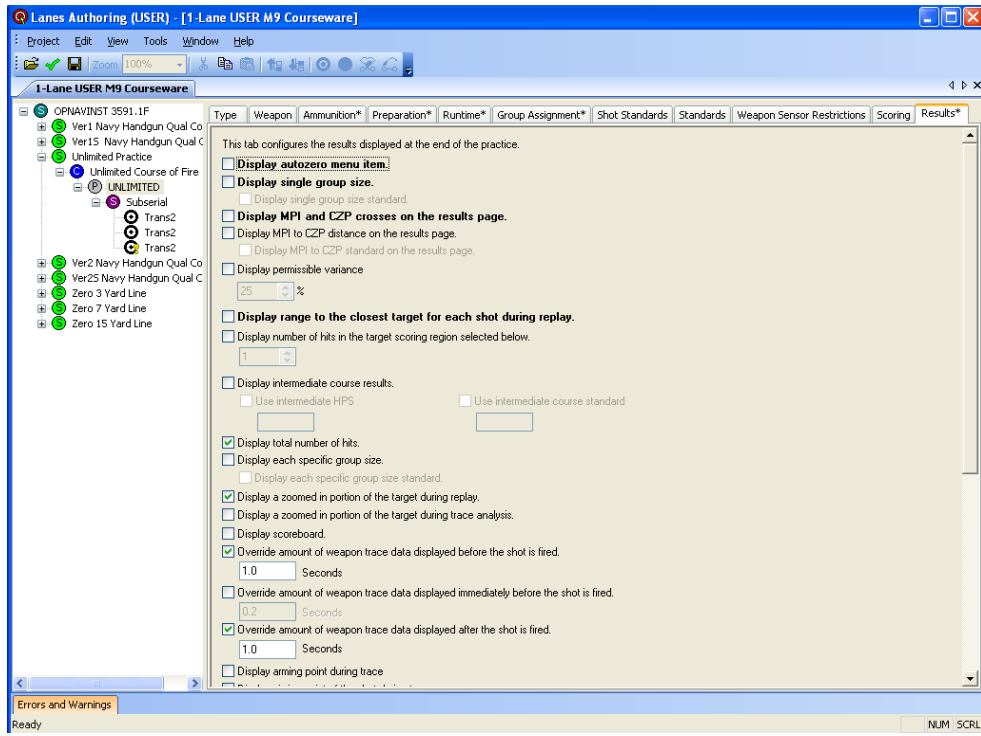 Lanes Authoring (USER) - [1-Lane USER M9 Courseware]
Project Edit View Tools Window Help
Zoom 100%
1-Lane USER M9 Courseware
OPNAVINST 3591.1F
Ver1 Navy Handgun Qual Co
Ver1S Navy Handgun Qual C
Unlimited Practice
Unlimited Course of Fire
UNLIMITED
Subserial
Trans2
Trans2
Trans2
Ver2 Navy Handgun Qual Co
Ver2S Navy Handgun Qual C
Zero 3 Yard Line
Zero 7 Yard Line
Zero 15 Yard Line
Type Weapon Ammunition* Preparation* Runtime* Group Assignment* Shot Standards Standards Weapon Sensor Restrictions Scoring Results*
This tab configures the results displayed at the end of the practice.
Display autozero menu item.
Display single group size.
Display single group size standard.
Display MPI and CZP crosses on the results page.
Display MPI to CZP distance on the results page.
Display MPI to CZP standard on the results page.
Display permissible variance
25 %
Display range to the closest target for each shot during replay.
Display number of hits in the target scoring region selected below.
1
Display intermediate course results.
Use intermediate HPS Use intermediate course standard
Display total number of hits.
Display each specific group size.
Display each specific group size standard.
Display a zoomed in portion of the target during replay.
Display a zoomed in portion of the target during trace analysis.
Display scoreboard.
Override amount of weapon trace data displayed before the shot is fired.
1.0 Seconds
Override amount of weapon trace data displayed immediately before the shot is fired.
0.2 Seconds
Override amount of weapon trace data displayed after the shot is fired.
1.0 Seconds
Display arming point during trace
Errors and Warnings
Ready NUM SCRL